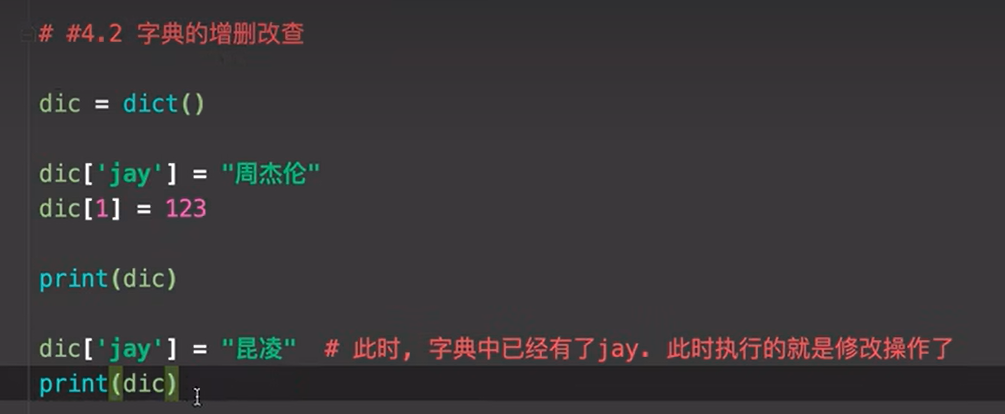 # #4.2 字典的增删改查
dic = dict()
dic['jay'] = "周杰伦"
dic[1] = 123
print(dic)
dic['jay'] = "昆凌"  # 此时, 字典中已经有了jay. 此时执行的就是修改操作了
print(dic)